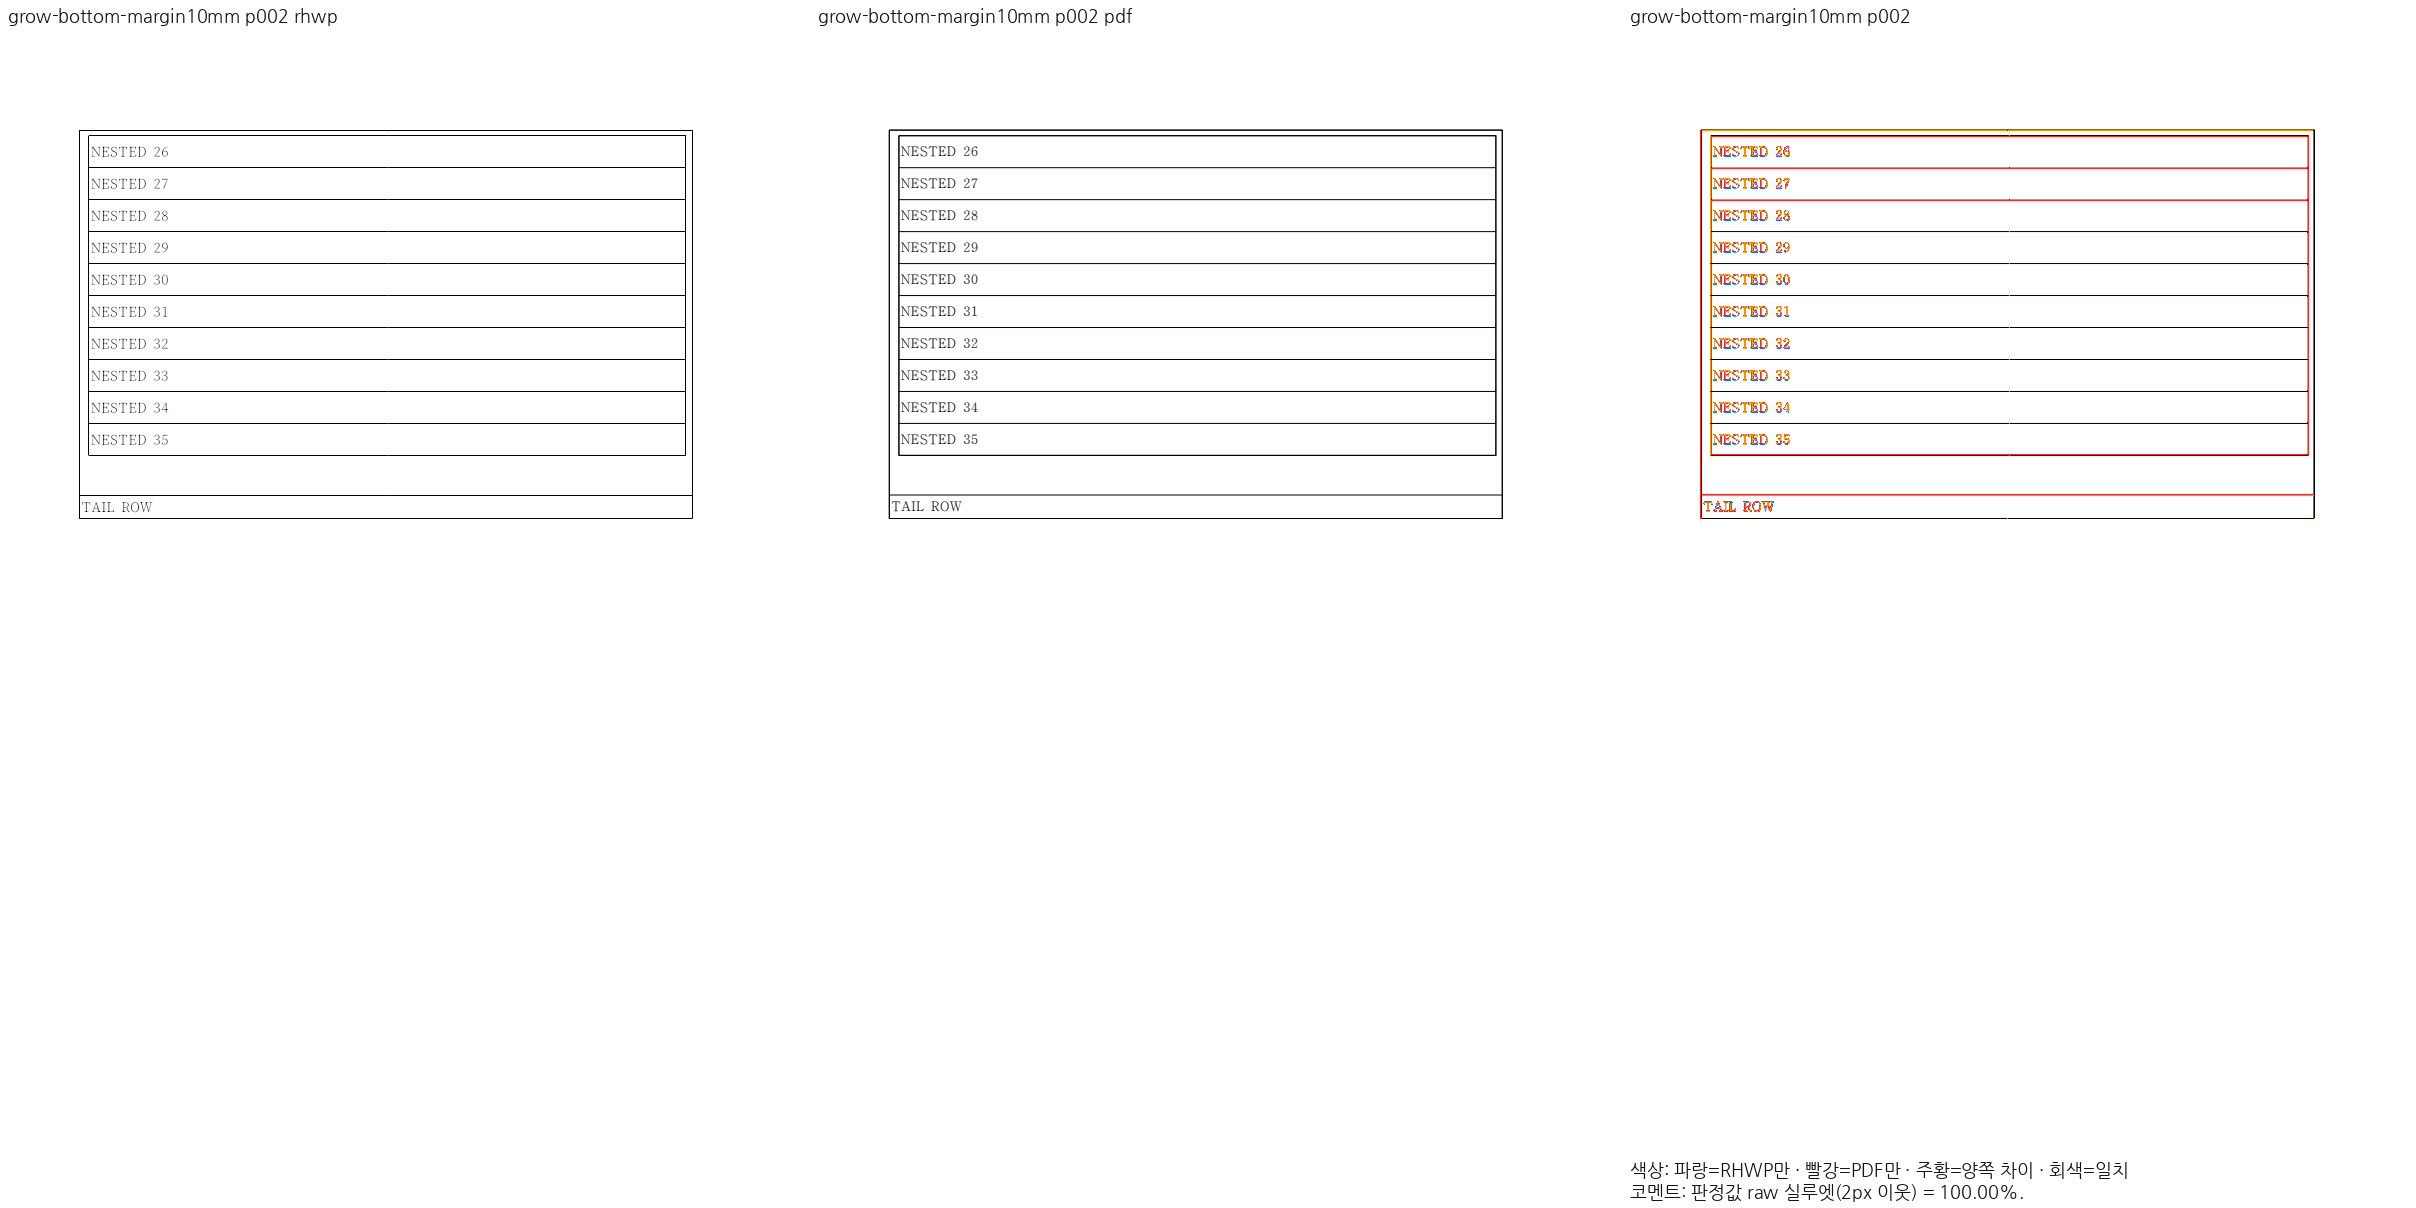 grow-bottom-margin10mm p002 rhwp
NESTED 26
NESTED 27
NESTED 28
NESTED 29
NESTED 30
NESTED 31
NESTED 32
NESTED 33
NESTED 34
NESTED 35
TAIL ROW
grow-bottom-margin10mm p002 pdf
NESTED 26
NESTED 27
NESTED 28
NESTED 29
NESTED 30
NESTED 31
NESTED 32
NESTED 33
NESTED 34
NESTED 35
TAIL ROW
grow-bottom-margin10mm p002
NESTED 26
NESTED 27
NESTED 28
NESTED 29
NESTED 30
NESTED 31
NESTED 32
NESTED 33
NESTED 34
NESTED 35
TAIL ROW
색상: 파랑=RHWP만 · 빨강=PDF만 · 주황=양쪽 차이 · 회색=일치
코멘트: 판정값 raw 실루엣(2px 이웃) = 100.00%.